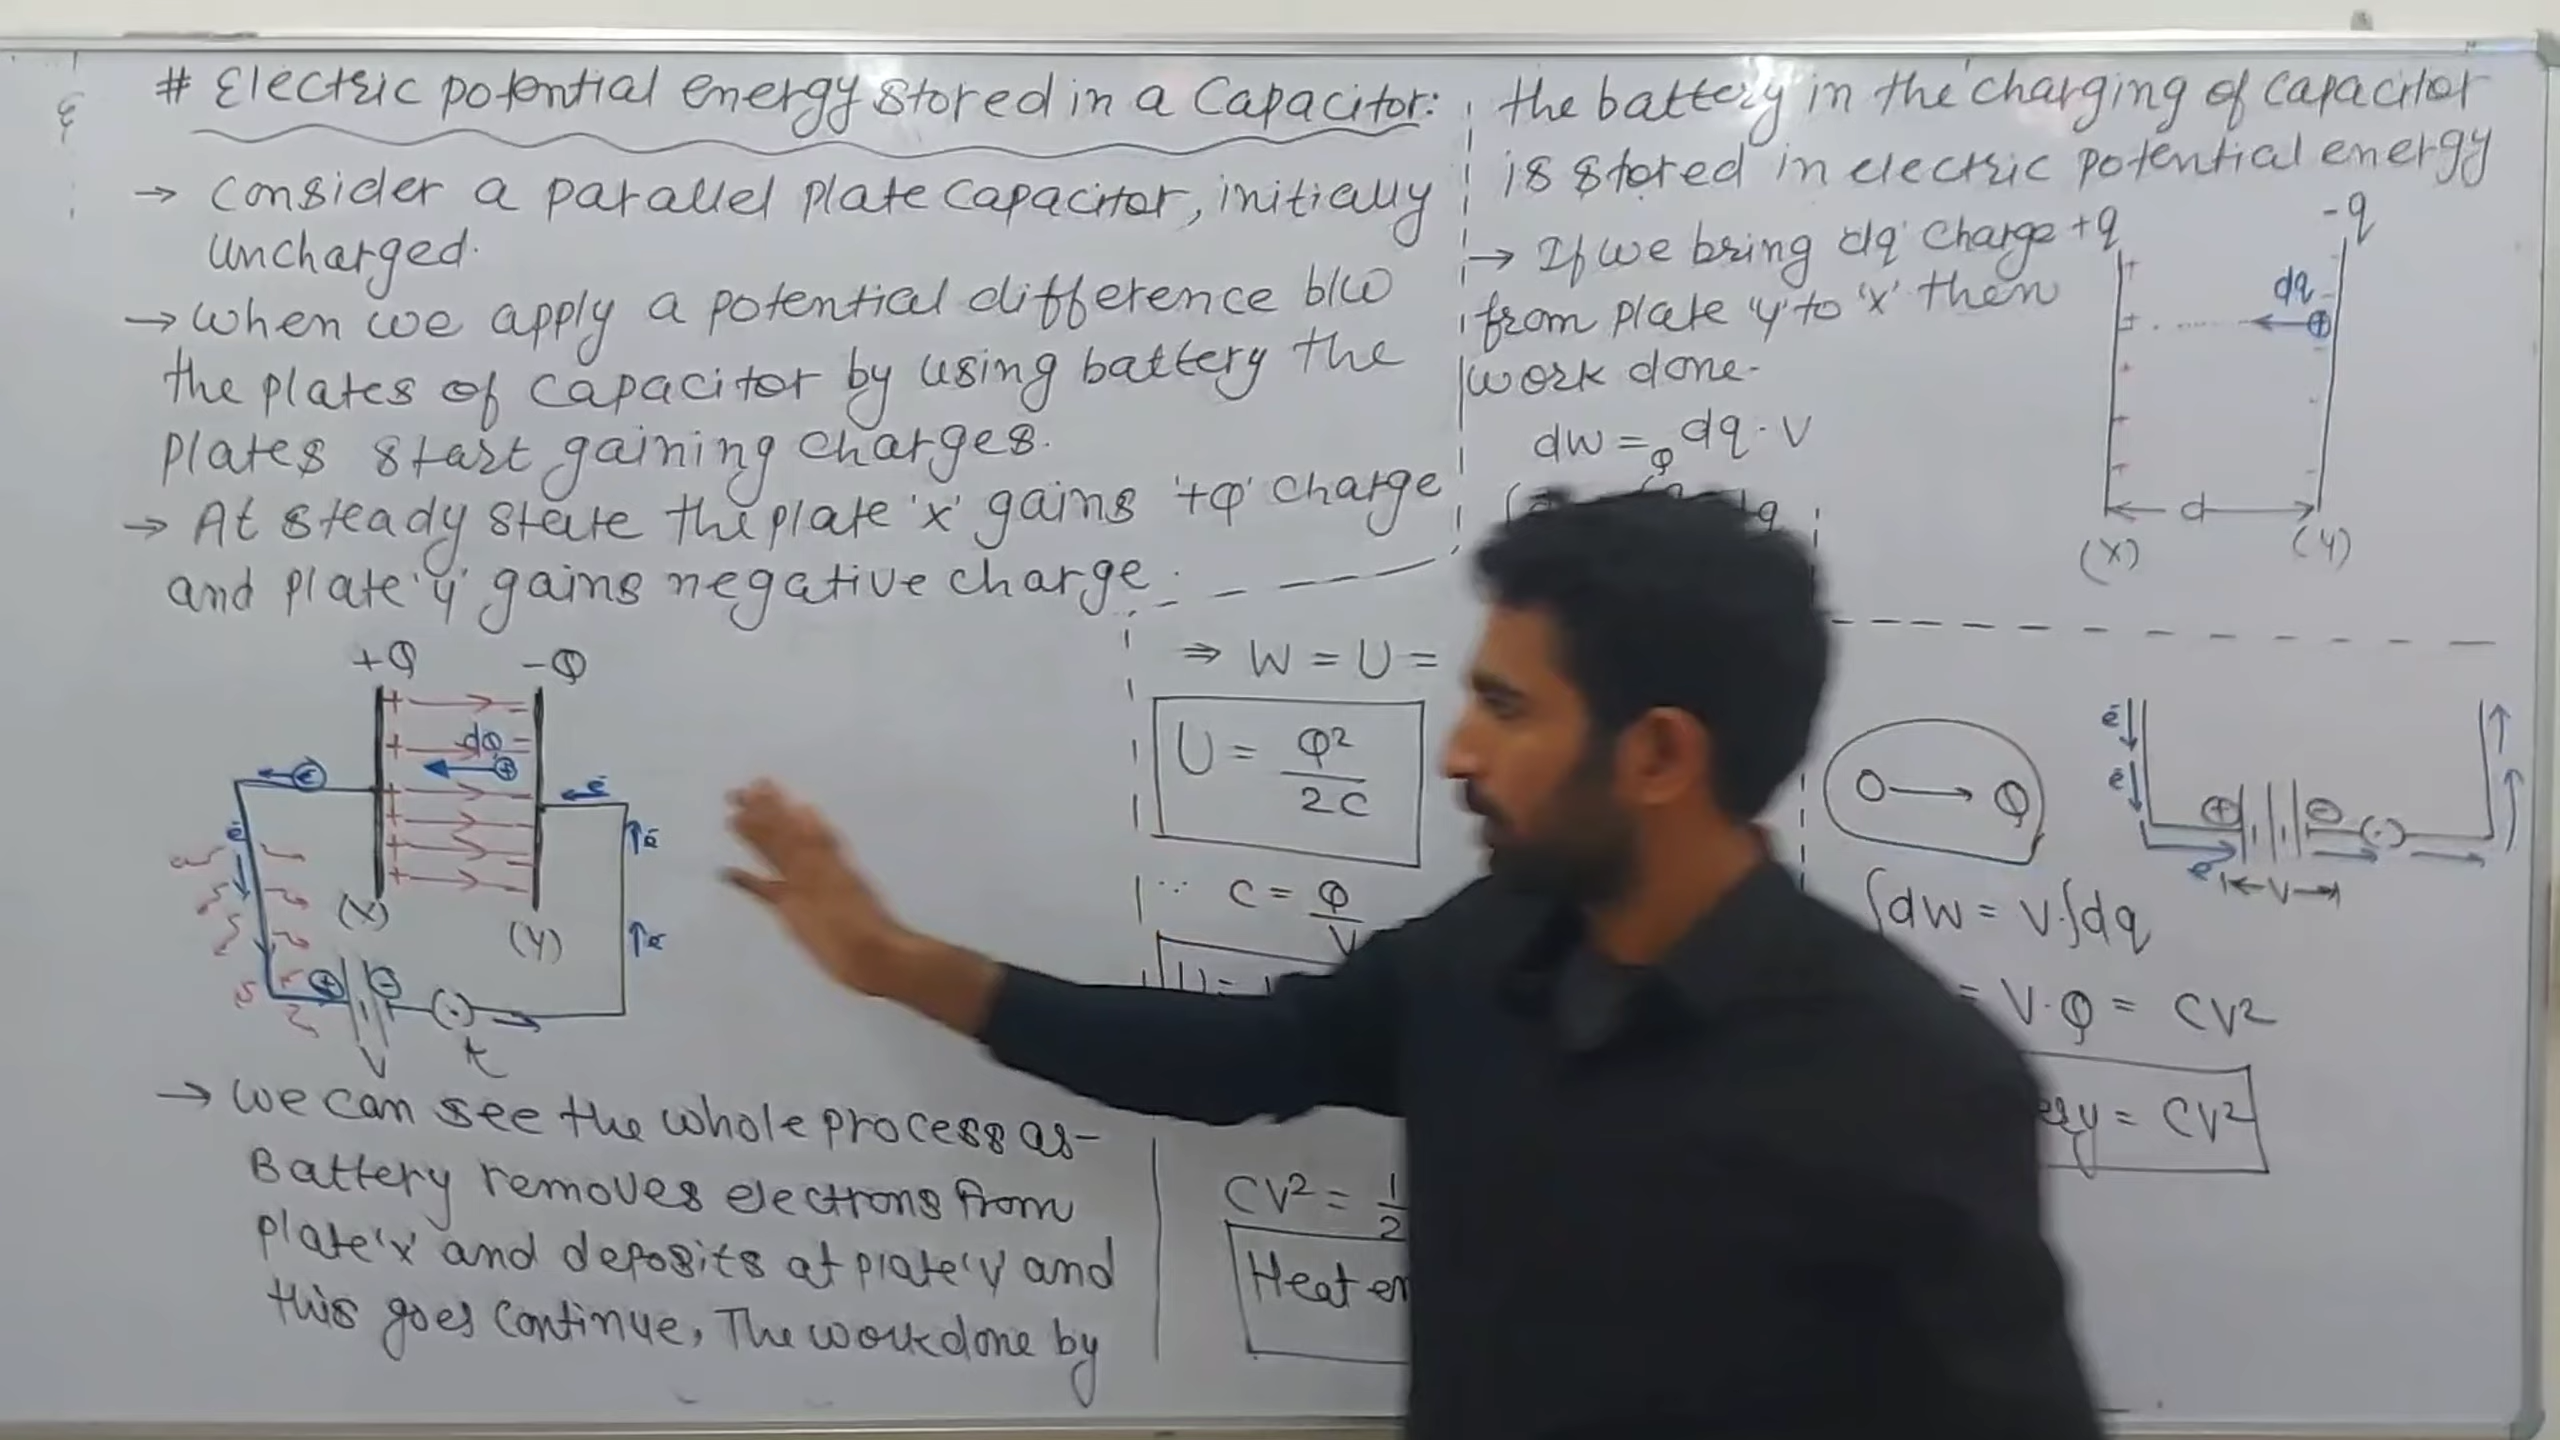 # Electric potential energy stored in a Capacitor:
→ Consider a parallel plate capacitor, initially
uncharged.
→ when we apply a potential difference b/w
the plates of capacitor by using battery the
plates start gaining charges.
→ At steady state the plate 'x' gains '+Q' charge
and plate 'y' gains negative charge.
+Q -Q
dQ
e
e
e
e
(X)
(Y)
+ -
V
t
→ we can see the whole process as-
Battery removes electrons from
plate 'x' and deposits at plate 'y' and
this goes continue, The workdone by
the battery in the charging of capacitor
is stored in electric potential energy
→ If we bring dq charge
from plate 'y' to 'x' then
work done-
dw = dq · V
Q
dq
+q -q
dq
d
(X) (Y)
⇒ W = U =
U = Q²
2C
∵ C = Q
V
U =
CV² = 1
2
Heat en
O → Q
e
e
+ -
e
V
∫dw = V·∫dq
= V·Q = CV²
= CV²